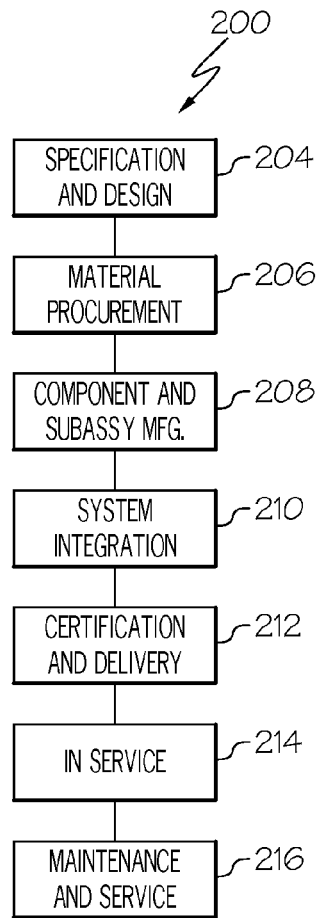 200
SPECIFICATION
AND DESIGN
204
MATERIAL
PROCUREMENT
206
COMPONENT AND
SUBASSY MFG.
208
SYSTEM
INTEGRATION
210
CERTIFICATION
AND DELIVERY
212
IN SERVICE
214
MAINTENANCE
AND SERVICE
216